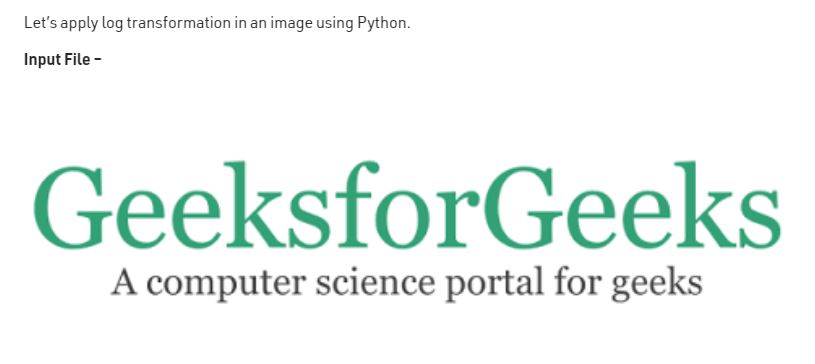 Let's apply log transformation in an image using Python.
Input File –
GeeksforGeeks
A computer science portal for geeks